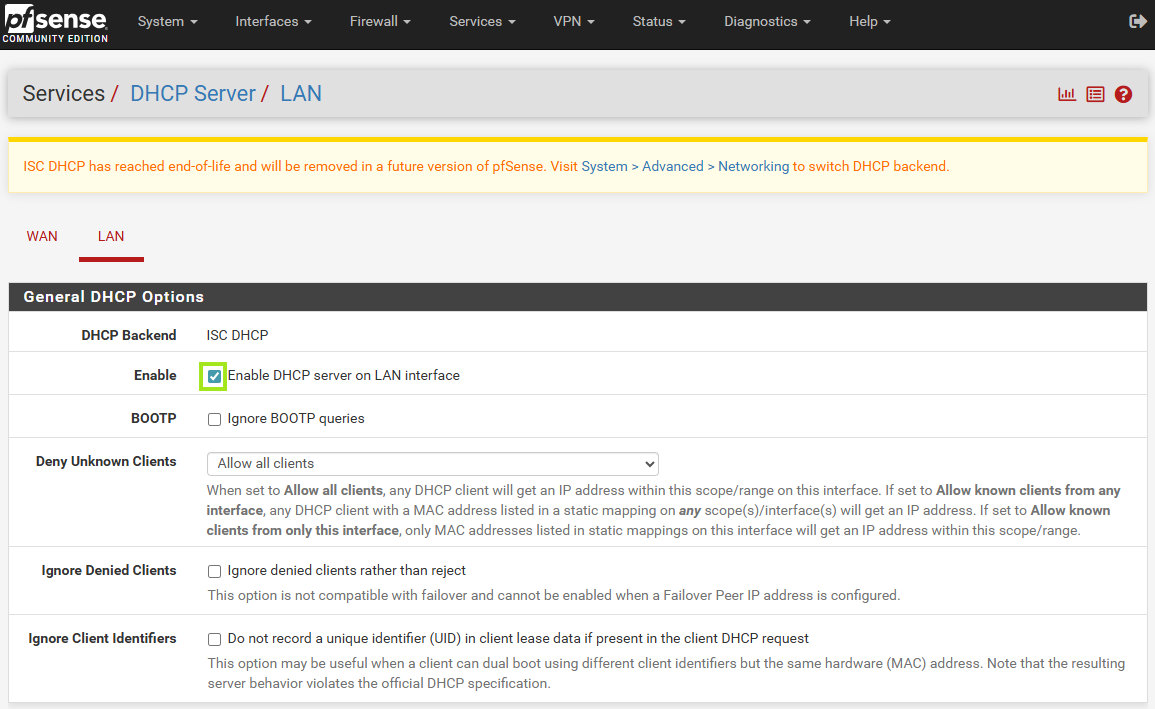 pfsense
COMMUNITY EDITION
System
Interfaces
Firewall
Services
VPN
Status
Diagnostics
Help
Services / DHCP Server / LAN
ISC DHCP has reached end-of-life and will be removed in a future version of pfSense. Visit System > Advanced > Networking to switch DHCP backend.
WAN
LAN
General DHCP Options
DHCP Backend
ISC DHCP
Enable
Enable DHCP server on LAN interface
BOOTP
Ignore BOOTP queries
Deny Unknown Clients
Allow all clients
When set to Allow all clients, any DHCP client will get an IP address within this scope/range on this interface. If set to Allow known clients from any
interface, any DHCP client with a MAC address listed in a static mapping on any scope(s)/interface(s) will get an IP address. If set to Allow known
clients from only this interface, only MAC addresses listed in static mappings on this interface will get an IP address within this scope/range.
Ignore Denied Clients
Ignore denied clients rather than reject
This option is not compatible with failover and cannot be enabled when a Failover Peer IP address is configured.
Ignore Client Identifiers
Do not record a unique identifier (UID) in client lease data if present in the client DHCP request
This option may be useful when a client can dual boot using different client identifiers but the same hardware (MAC) address. Note that the resulting
server behavior violates the official DHCP specification.